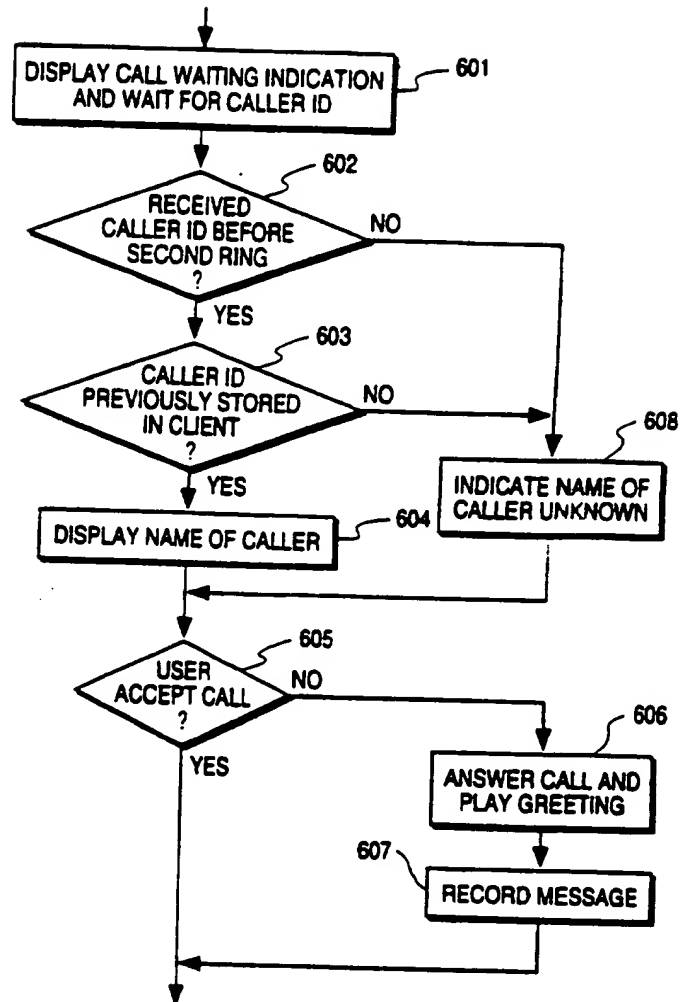 DISPLAY CALL WAITING INDICATION
AND WAIT FOR CALLER ID
601
602
RECEIVED
CALLER ID BEFORE
SECOND RING
?
NO
YES
603
CALLER ID
PREVIOUSLY STORED
IN CLIENT
?
NO
YES
608
INDICATE NAME OF
CALLER UNKNOWN
DISPLAY NAME OF CALLER
604
605
USER
ACCEPT CALL
?
NO
YES
606
ANSWER CALL AND
PLAY GREETING
607
RECORD MESSAGE